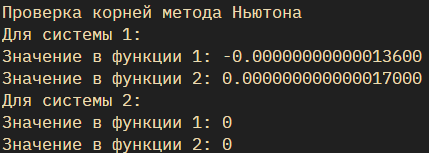 Проверка корней метода Ньютона
Для системы 1:
Значение в функции 1: -0.00000000000013600
Значение в функции 2: 0.000000000000017000
Для системы 2:
Значение в функции 1: 0
Значение в функции 2: 0